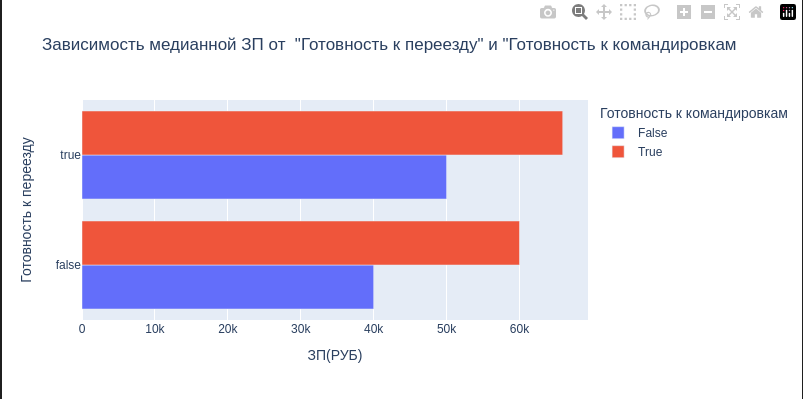 Зависимость медианной ЗП от  "Готовность к переезду" и "Готовность к командировкам
Готовность к командировкам
False
True
Готовность к переезду
true
false
0 10k 20k 30k 40k 50k 60k
ЗП(РУБ)